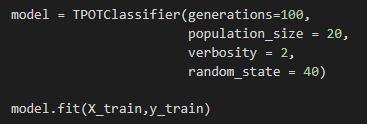 model = TPOTClassifier(generations=100,
                       population_size = 20,
                       verbosity = 2,
                       random_state = 40)
model.fit(X_train,y_train)